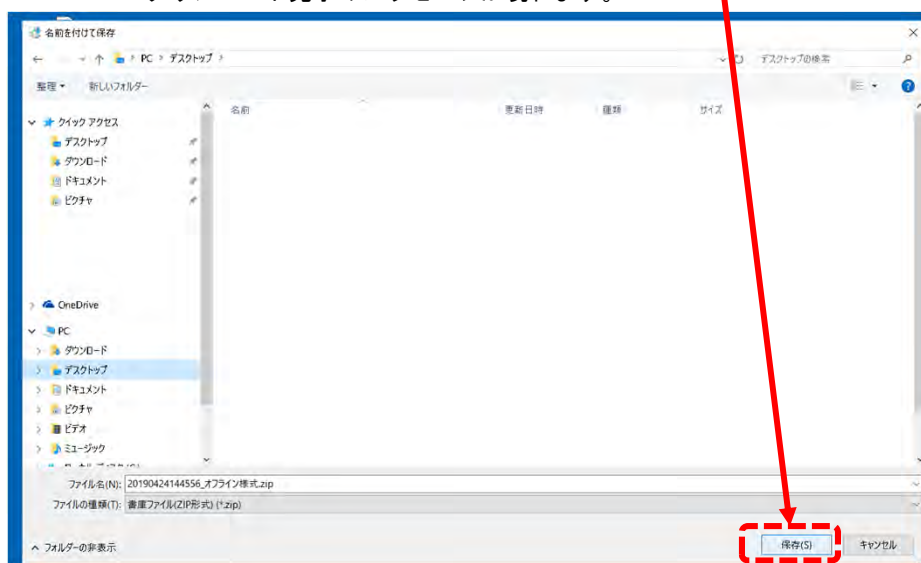 名前を付けて保存
PC › デスクトップ ›
デスクトップの検索
整理 新しいフォルダー
名前 更新日時 種類 サイズ
クイック アクセス
デスクトップ
ダウンロード
ドキュメント
ピクチャ
OneDrive
PC
ダウンロード
デスクトップ
ドキュメント
ピクチャ
ビデオ
ミュージック
ファイル名(N): 20190424144556_オフライン様式.zip
ファイルの種類(T): 書庫ファイル(ZIP形式) (*.zip)
フォルダーの非表示
保存(S) キャンセル